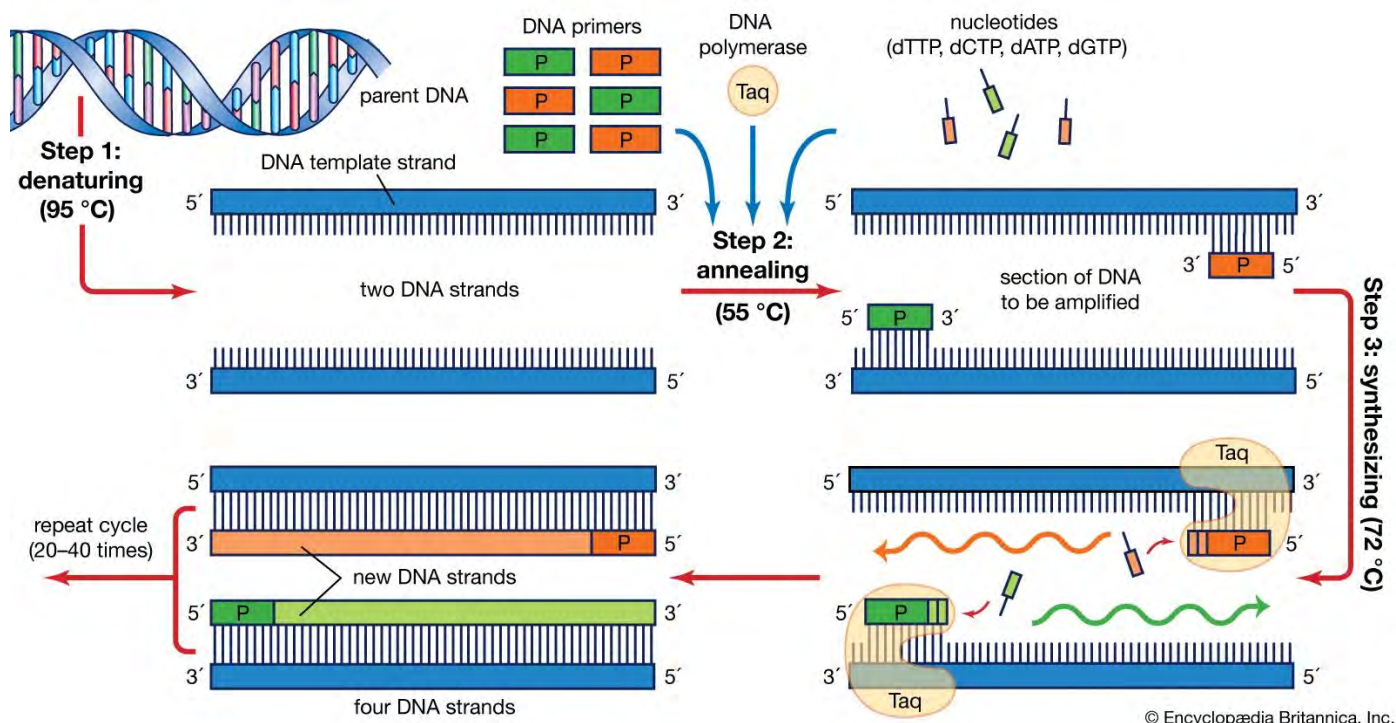 DNA primers
P
P
P
P
P
P
DNA
polymerase
Taq
nucleotides
(dTTP, dCTP, dATP, dGTP)
parent DNA
Step 1:
denaturing
(95 °C)
DNA template strand
5′
3′
two DNA strands
3′
5′
Step 2:
annealing
(55 °C)
5′
3′
3′
P
5′
section of DNA
to be amplified
5′
P
3′
3′
5′
Step 3: synthesizing (72 °C)
Taq
5′
3′
P
5′
5′
P
3′
5′
Taq
5′
3′
3′
P
5′
new DNA strands
5′
P
3′
3′
5′
four DNA strands
repeat cycle
(20–40 times)
© Encyclopædia Britannica, Inc.